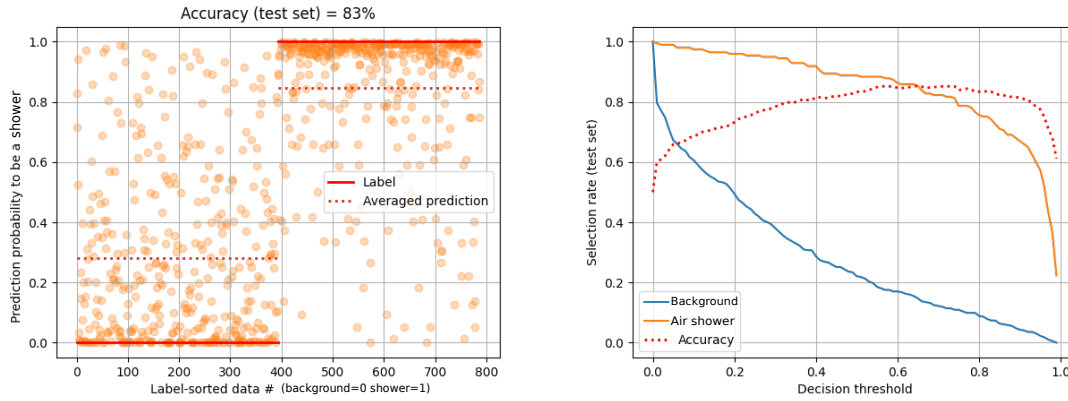 Accuracy (test set) = 83%
Prediction probability to be a shower
1.0
0.8
0.6
0.4
0.2
0.0
Label
Averaged prediction
0 100 200 300 400 500 600 700 800
Label-sorted data # (background=0 shower=1)
Selection rate (test set)
1.0
0.8
0.6
0.4
0.2
0.0
Background
Air shower
Accuracy
0.0 0.2 0.4 0.6 0.8 1.0
Decision threshold